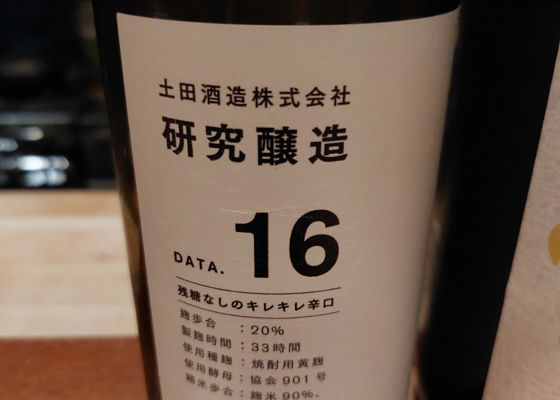 土田酒造株式会社
研究醸造
DATA. 16
残糖なしのキレキレ辛口
麹歩合 : 20%
製麹時間 : 33時間
使用種麹 : 焼酎用黄麹
使用酵母 : 協会901号
精米歩合 : 麹米90%、